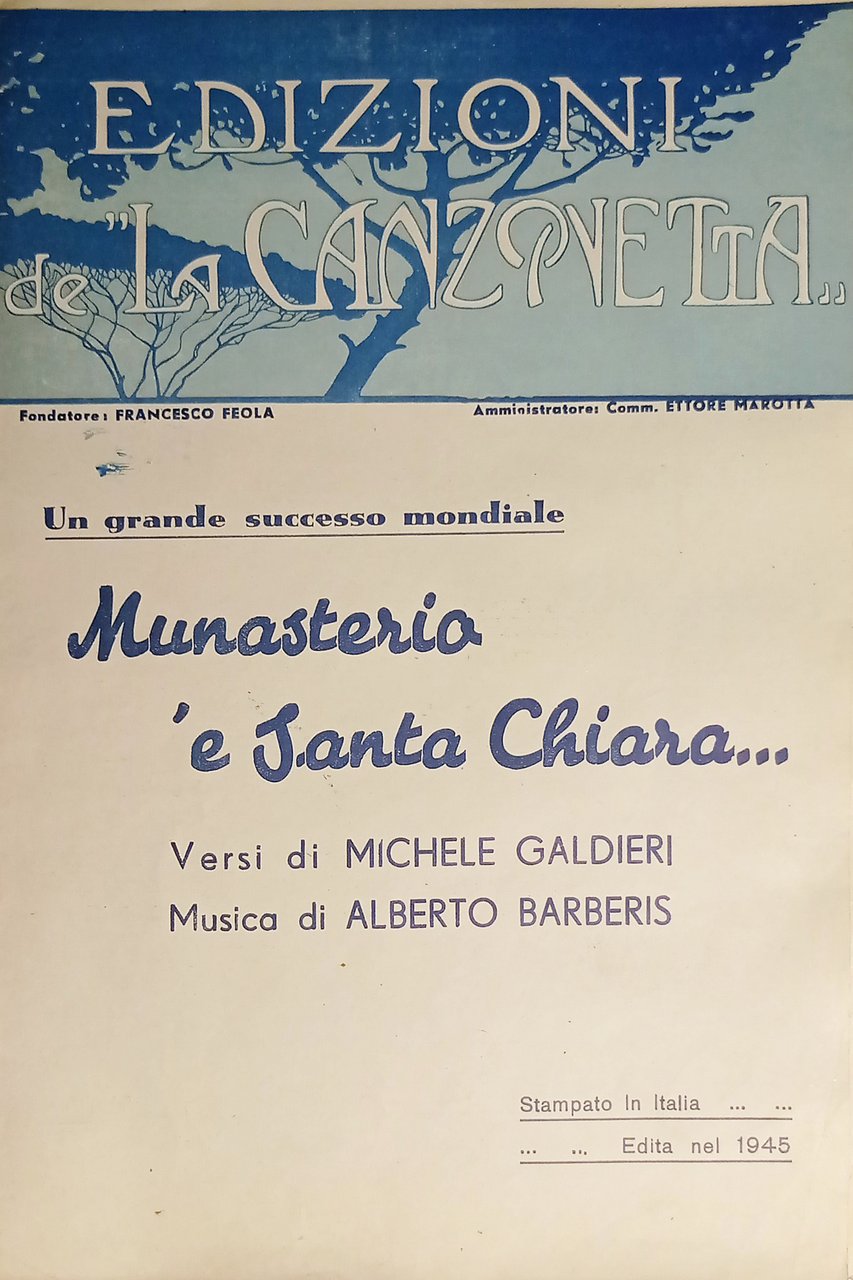 EDIZIONI
de "LA CANZONETTA„
Fondatore: FRANCESCO FEOLA
Amministratore: Comm. ETTORE MAROTTA
Un grande successo mondiale
Munasterio
'e Santa Chiara...
Versi di MICHELE GALDIERI
Musica di ALBERTO BARBERIS
Stampato In Italia ... ...
... ... Edita nel 1945